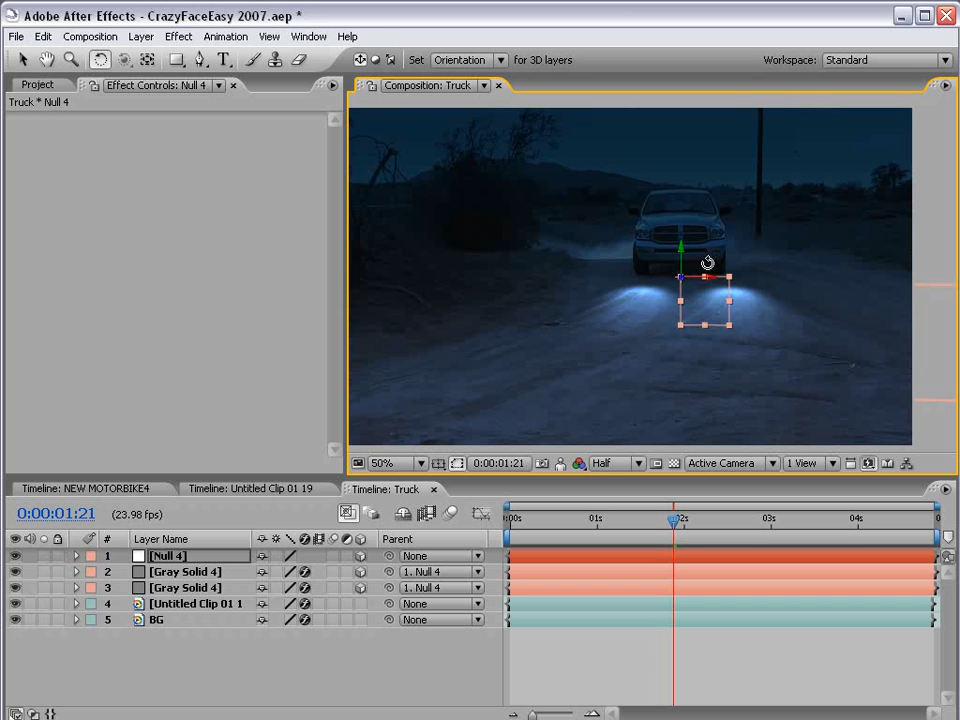 Adobe After Effects - CrazyFaceEasy 2007.aep *
File Edit Composition Layer Effect Animation View Window Help
T Set Orientation for 3D layers Workspace: Standard
Project Effect Controls: Null 4 Composition: Truck
Truck * Null 4
50% 0:00:01:21 Half Active Camera 1 View
Timeline: NEW MOTORBIKE4 Timeline: Untitled Clip 01 19 Timeline: Truck
0:00:01:21 (23.98 fps) :00s 01s 02s 03s 04s 0
# Layer Name Parent
1 [Null 4] None
2 [Gray Solid 4] 1. Null 4
3 [Gray Solid 4] 1. Null 4
4 [Untitled Clip 01 1 None
5 BG None